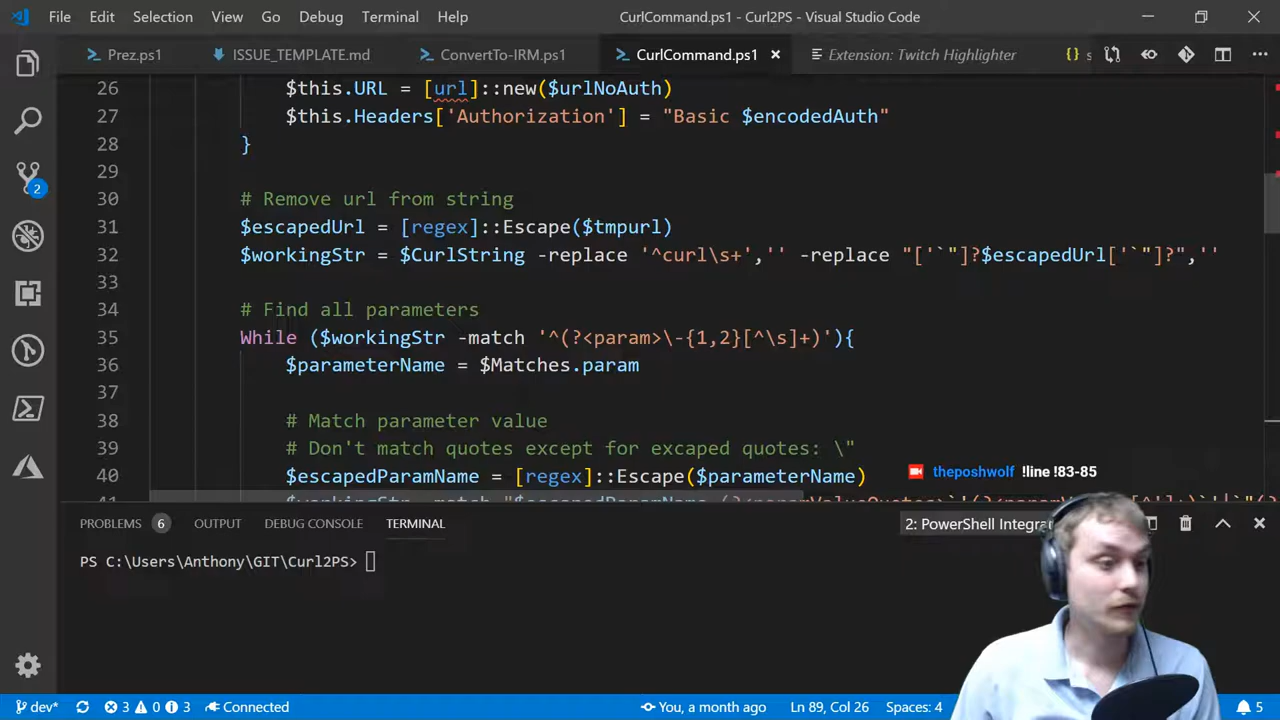 File Edit Selection View Go Debug Terminal Help CurlCommand.ps1 - Curl2PS - Visual Studio Code
Prez.ps1 ISSUE_TEMPLATE.md ConvertTo-IRM.ps1 CurlCommand.ps1 Extension: Twitch Highlighter {} s
26 $this.URL = [url]::new($urlNoAuth)
27 $this.Headers['Authorization'] = "Basic $encodedAuth"
28 }
29
30 # Remove url from string
31 $escapedUrl = [regex]::Escape($tmpurl)
32 $workingStr = $CurlString -replace '^curl\s+','' -replace "['`"]?$escapedUrl['`"]?",''
33
34 # Find all parameters
35 While ($workingStr -match '^(?<param>\-{1,2}[^\s]+)'){
36 $parameterName = $Matches.param
37
38 # Match parameter value
39 # Don't match quotes except for excaped quotes: \"
40 $escapedParamName = [regex]::Escape($parameterName)
theposhwolf !line !83-85
PROBLEMS 6 OUTPUT DEBUG CONSOLE TERMINAL 2: PowerShell Integra
PS C:\Users\Anthony\GIT\Curl2PS>
2
dev* 3 0 3 Connected You, a month ago Ln 89, Col 26 Spaces: 4 5